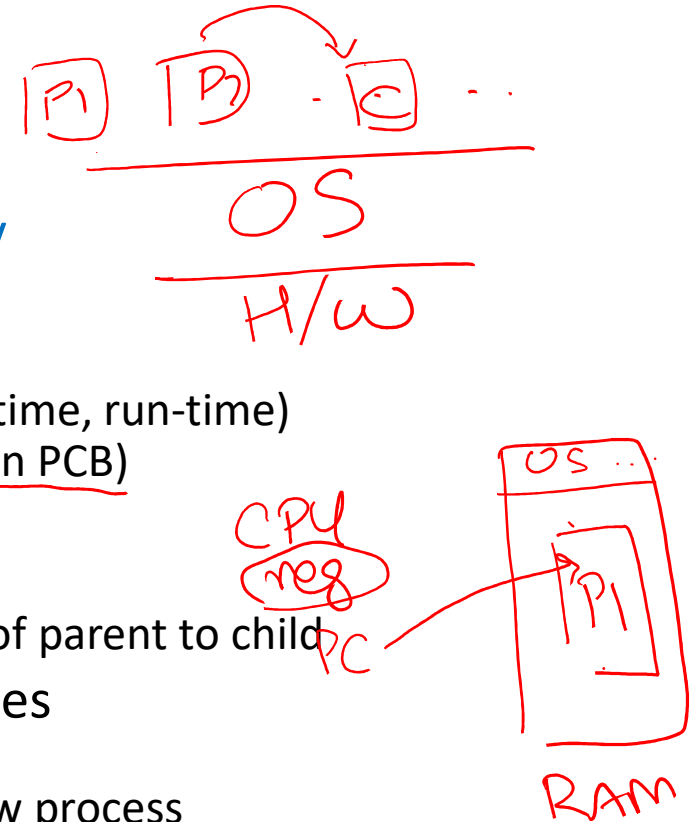 P1 P2 . C ...
OS
H/W
y
time, run-time)
n PCB)
OS ...
CPU
reg
P1
of parent to child
PC
es
RAM
w process